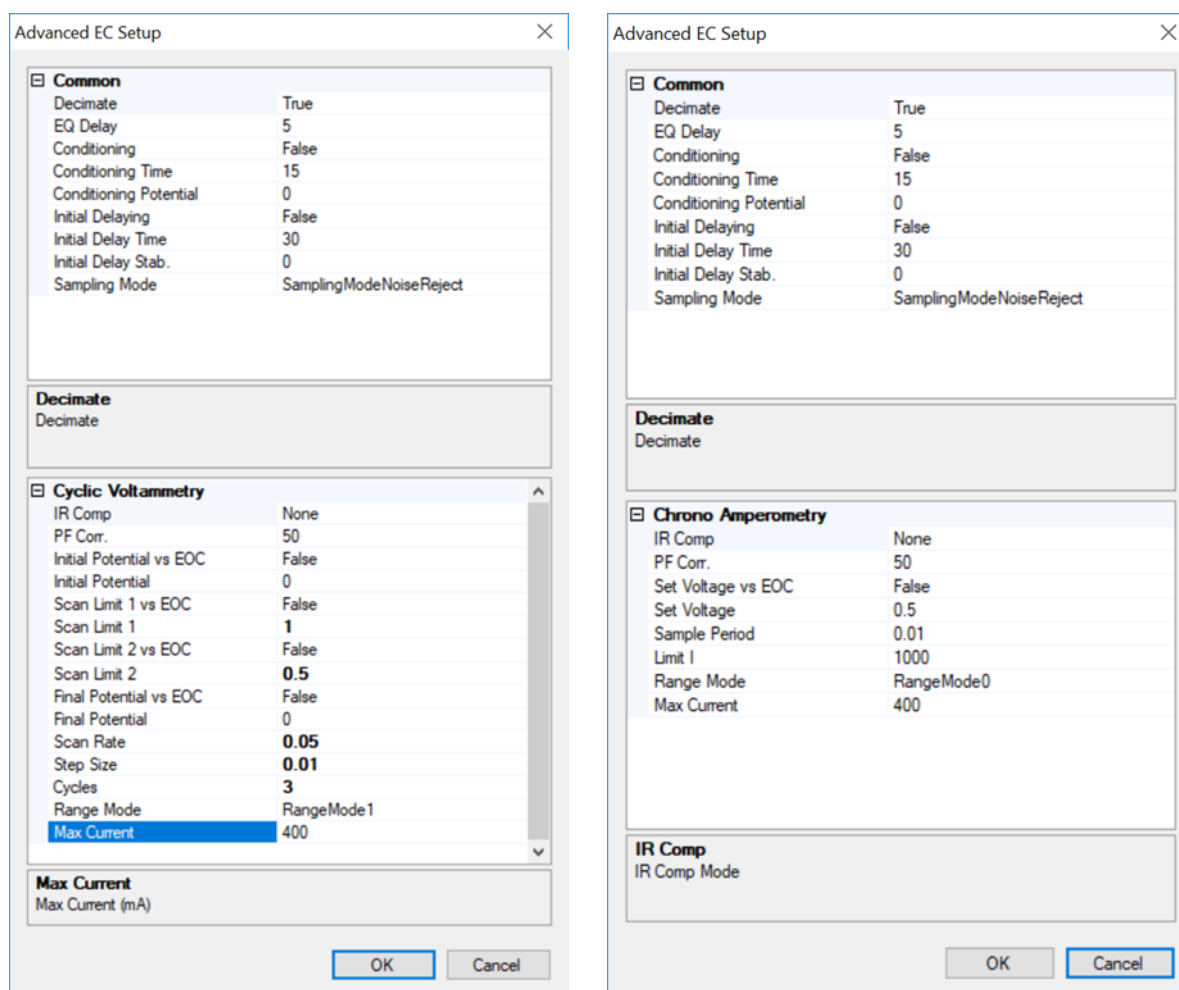 Advanced EC Setup
Common
Decimate True
EQ Delay 5
Conditioning False
Conditioning Time 15
Conditioning Potential 0
Initial Delaying False
Initial Delay Time 30
Initial Delay Stab. 0
Sampling Mode SamplingModeNoiseReject
Decimate
Decimate
Cyclic Voltammetry
IR Comp None
PF Corr. 50
Initial Potential vs EOC False
Initial Potential 0
Scan Limit 1 vs EOC False
Scan Limit 1 1
Scan Limit 2 vs EOC False
Scan Limit 2 0.5
Final Potential vs EOC False
Final Potential 0
Scan Rate 0.05
Step Size 0.01
Cycles 3
Range Mode RangeMode1
Max Current 400
Max Current
Max Current (mA)
OK Cancel
Advanced EC Setup
Common
Decimate True
EQ Delay 5
Conditioning False
Conditioning Time 15
Conditioning Potential 0
Initial Delaying False
Initial Delay Time 30
Initial Delay Stab. 0
Sampling Mode SamplingModeNoiseReject
Decimate
Decimate
Chrono Amperometry
IR Comp None
PF Corr. 50
Set Voltage vs EOC False
Set Voltage 0.5
Sample Period 0.01
Limit I 1000
Range Mode RangeMode0
Max Current 400
IR Comp
IR Comp Mode
OK Cancel